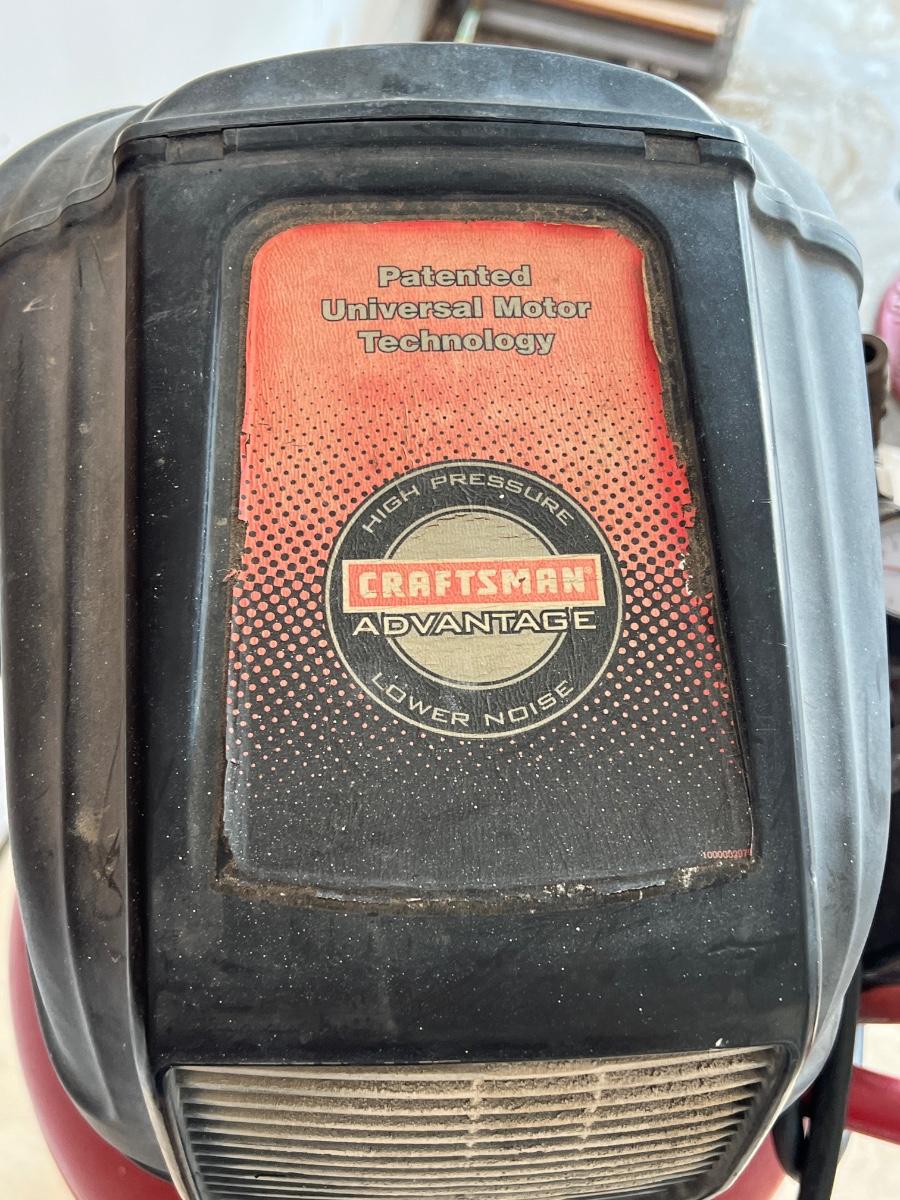 Patented
Universal Motor
Technology
HIGH PRESSURE
CRAFTSMAN®
ADVANTAGE
LOWER NOISE